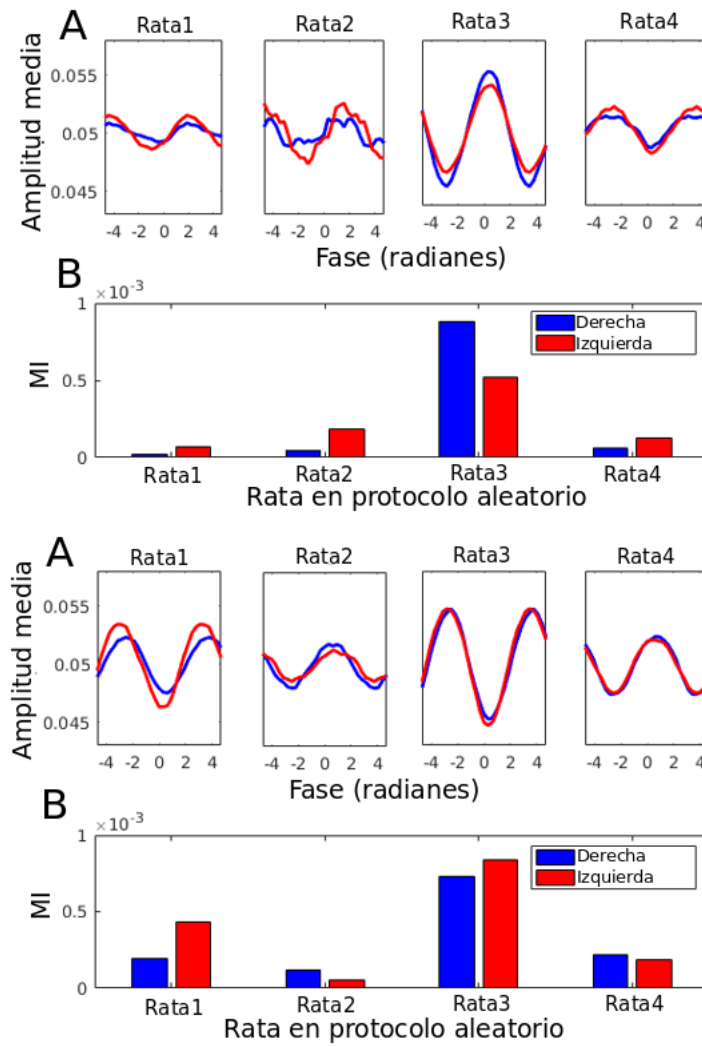 A
Rata1 Rata2 Rata3 Rata4
Amplitud media
0.055
0.05
0.045
-4 -2 0 2 4 -4 -2 0 2 4 -4 -2 0 2 4 -4 -2 0 2 4
Fase (radianes)
B
×10⁻³
MI
1
0.5
0
Derecha
Izquierda
Rata1 Rata2 Rata3 Rata4
Rata en protocolo aleatorio
A
Rata1 Rata2 Rata3 Rata4
Amplitud media
0.055
0.05
0.045
-4 -2 0 2 4 -4 -2 0 2 4 -4 -2 0 2 4 -4 -2 0 2 4
Fase (radianes)
B
×10⁻³
MI
1
0.5
0
Derecha
Izquierda
Rata1 Rata2 Rata3 Rata4
Rata en protocolo aleatorio